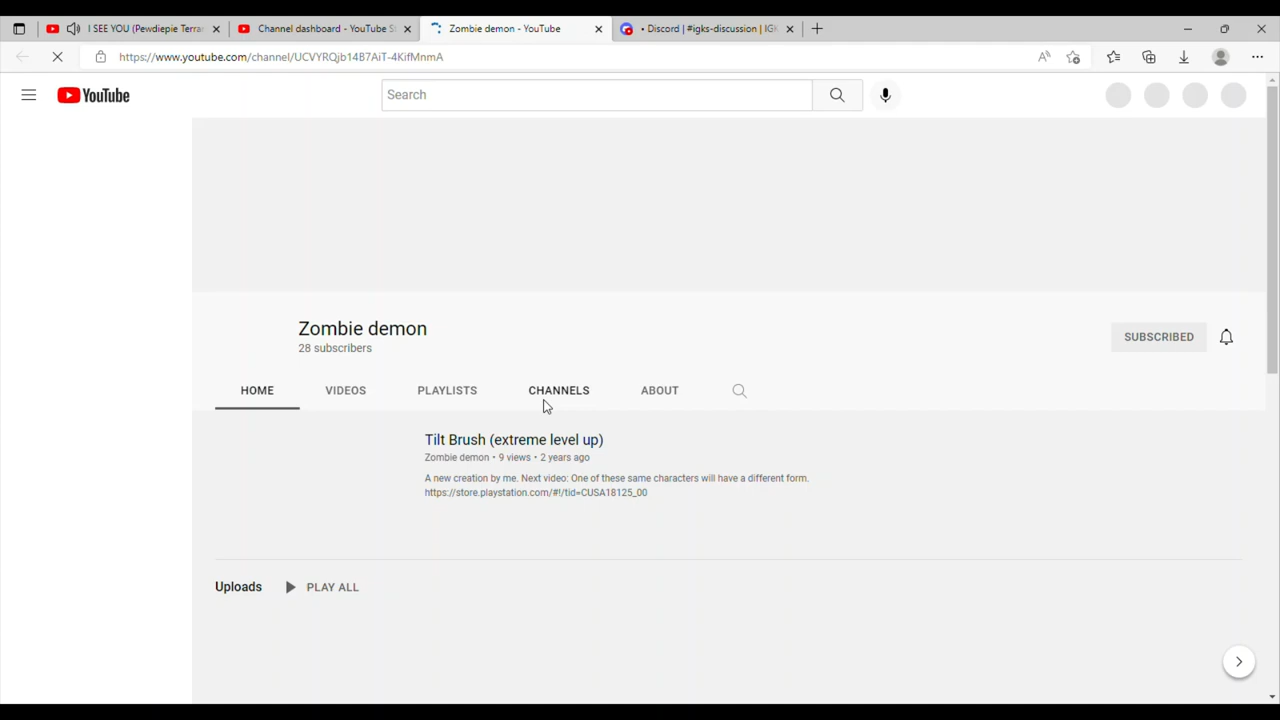 I SEE YOU (Pewdiepie Terra
Channel dashboard - YouTube S
Zombie demon - YouTube
• Discord | #igks-discussion | IGK
https://www.youtube.com/channel/UCVYRQjb14B7AiT-4KifMnmA
YouTube
Search
Zombie demon
28 subscribers
SUBSCRIBED
HOME VIDEOS PLAYLISTS CHANNELS ABOUT
Tilt Brush (extreme level up)
Zombie demon • 9 views • 2 years ago
A new creation by me. Next video: One of these same characters will have a different form.
https://store.playstation.com/#!/tid=CUSA18125_00
Uploads PLAY ALL